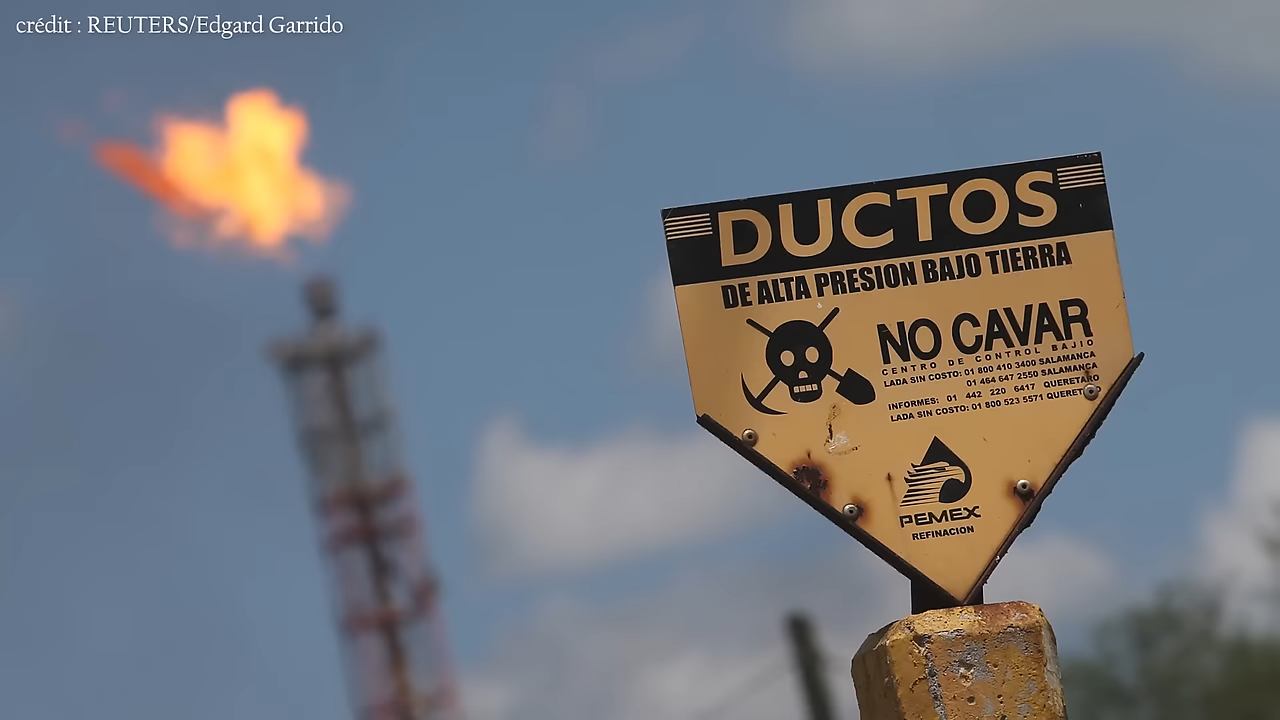 crédit : REUTERS/Edgard Garrido
DUCTOS
DE ALTA PRESION BAJO TIERRA
NO CAVAR
CENTRO DE CONTROL BAJIO
LADA SIN COSTO: 01 800 410 3400 SALAMANCA
01 464 647 2550 SALAMANCA
INFORMES: 01 442 220 6417 QUERETARO
LADA SIN COSTO: 01 800 523 5571 QUERETARO
PEMEX
REFINACION